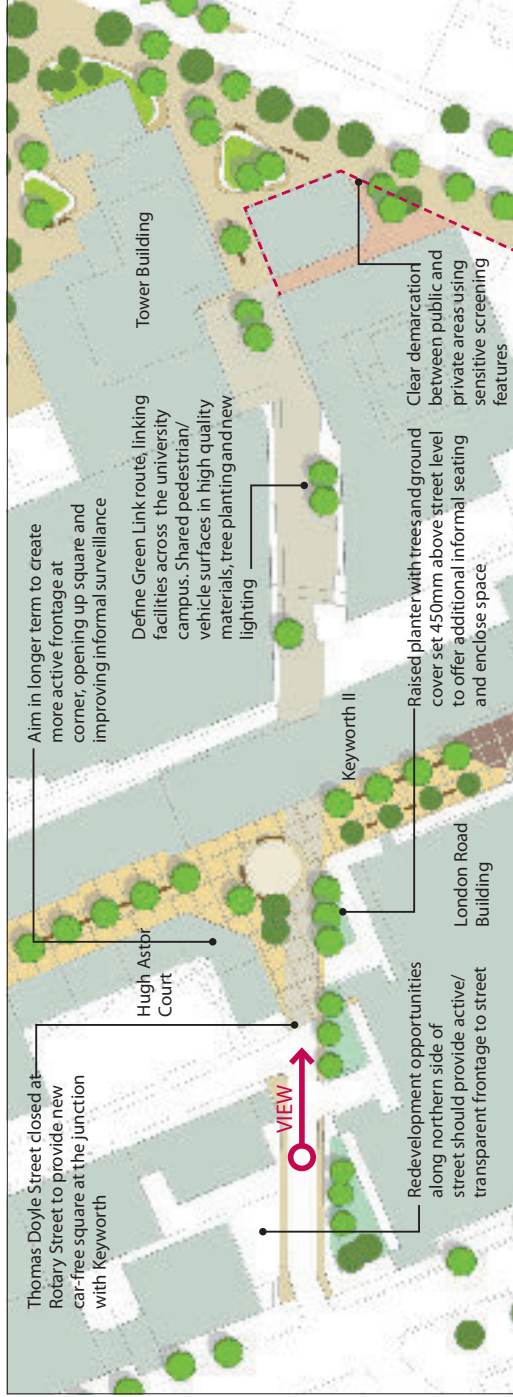 Thomas Doyle Street closed at
Rotary Street to provide new
car-free square at the junction
with Keyworth
Aim in longer term to create
more active frontage at
corner, opening up square and
improving informal surveillance
Hugh Astor
Court
Define Green Link route, linking
facilities across the university
campus. Shared pedestrian/
vehicle surfaces in high quality
materials, tree plantingandnew
lighting
Tower Building
VIEW
Redevelopment opportunities
along northern side of
street should provide active/
transparent frontage to street
London Road
Building
Keyworth II
Raised planter with treesand ground
cover set 450mm above street level
to offer additional informal seating
and enclose space
Clear demarcation
between public and
private areas using
sensitive screening
features